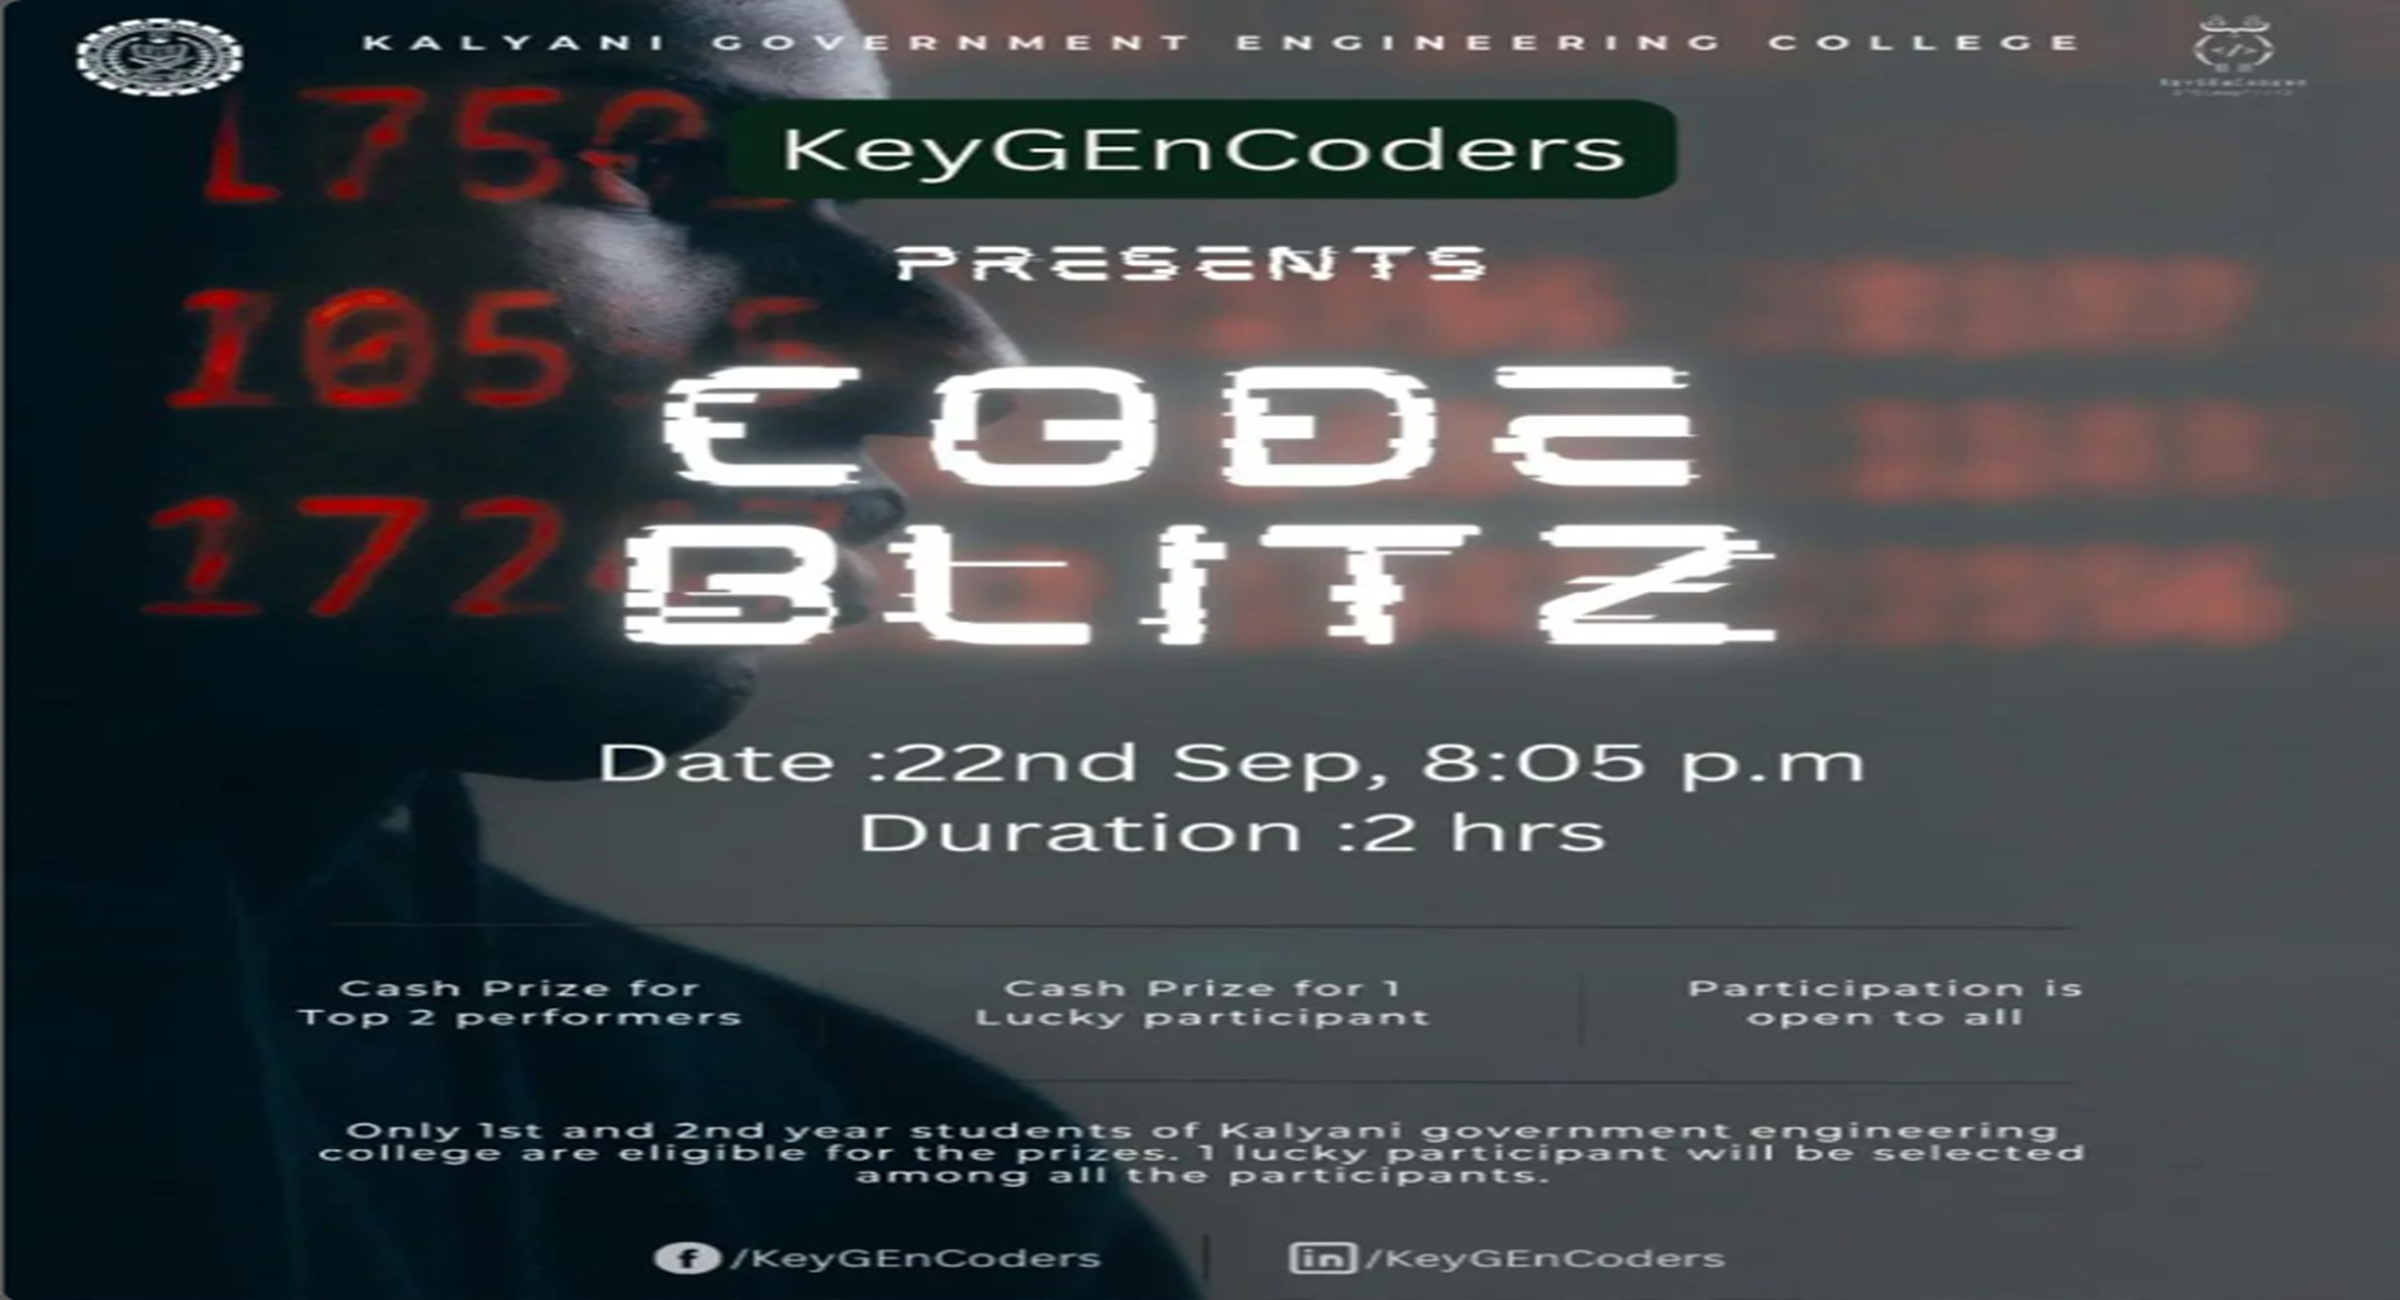 KALYANI GOVERNMENT ENGINEERING COLLEGE
KeyGEnCoders
PRESENTS
CODE
BLITZ
Date :22nd Sep, 8:05 p.m
Duration :2 hrs
Cash Prize for
Top 2 performers
Cash Prize for 1
Lucky participant
Participation is
open to all
Only 1st and 2nd year students of Kalyani government engineering
college are eligible for the prizes. 1 lucky participant will be selected
among all the participants.
/KeyGEnCoders
in/KeyGEnCoders